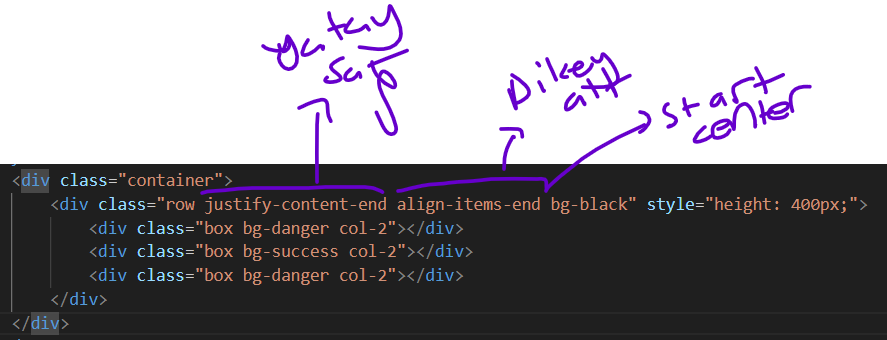 yatay
sağ
Dikey
alt
start
center
<div class="container">
<div class="row justify-content-end align-items-end bg-black" style="height: 400px;">
<div class="box bg-danger col-2"></div>
<div class="box bg-success col-2"></div>
<div class="box bg-danger col-2"></div>
</div>
</div>